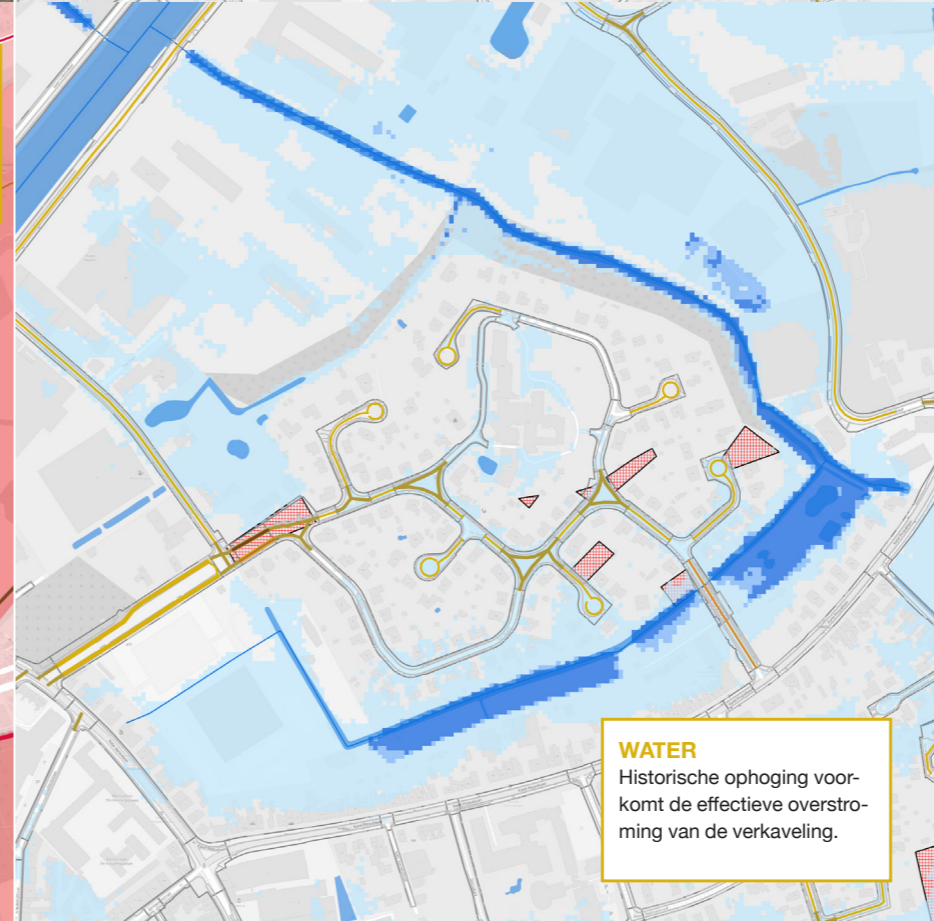 WATER
Historische ophoging voor-
komt de effectieve overstro-
ming van de verkaveling.